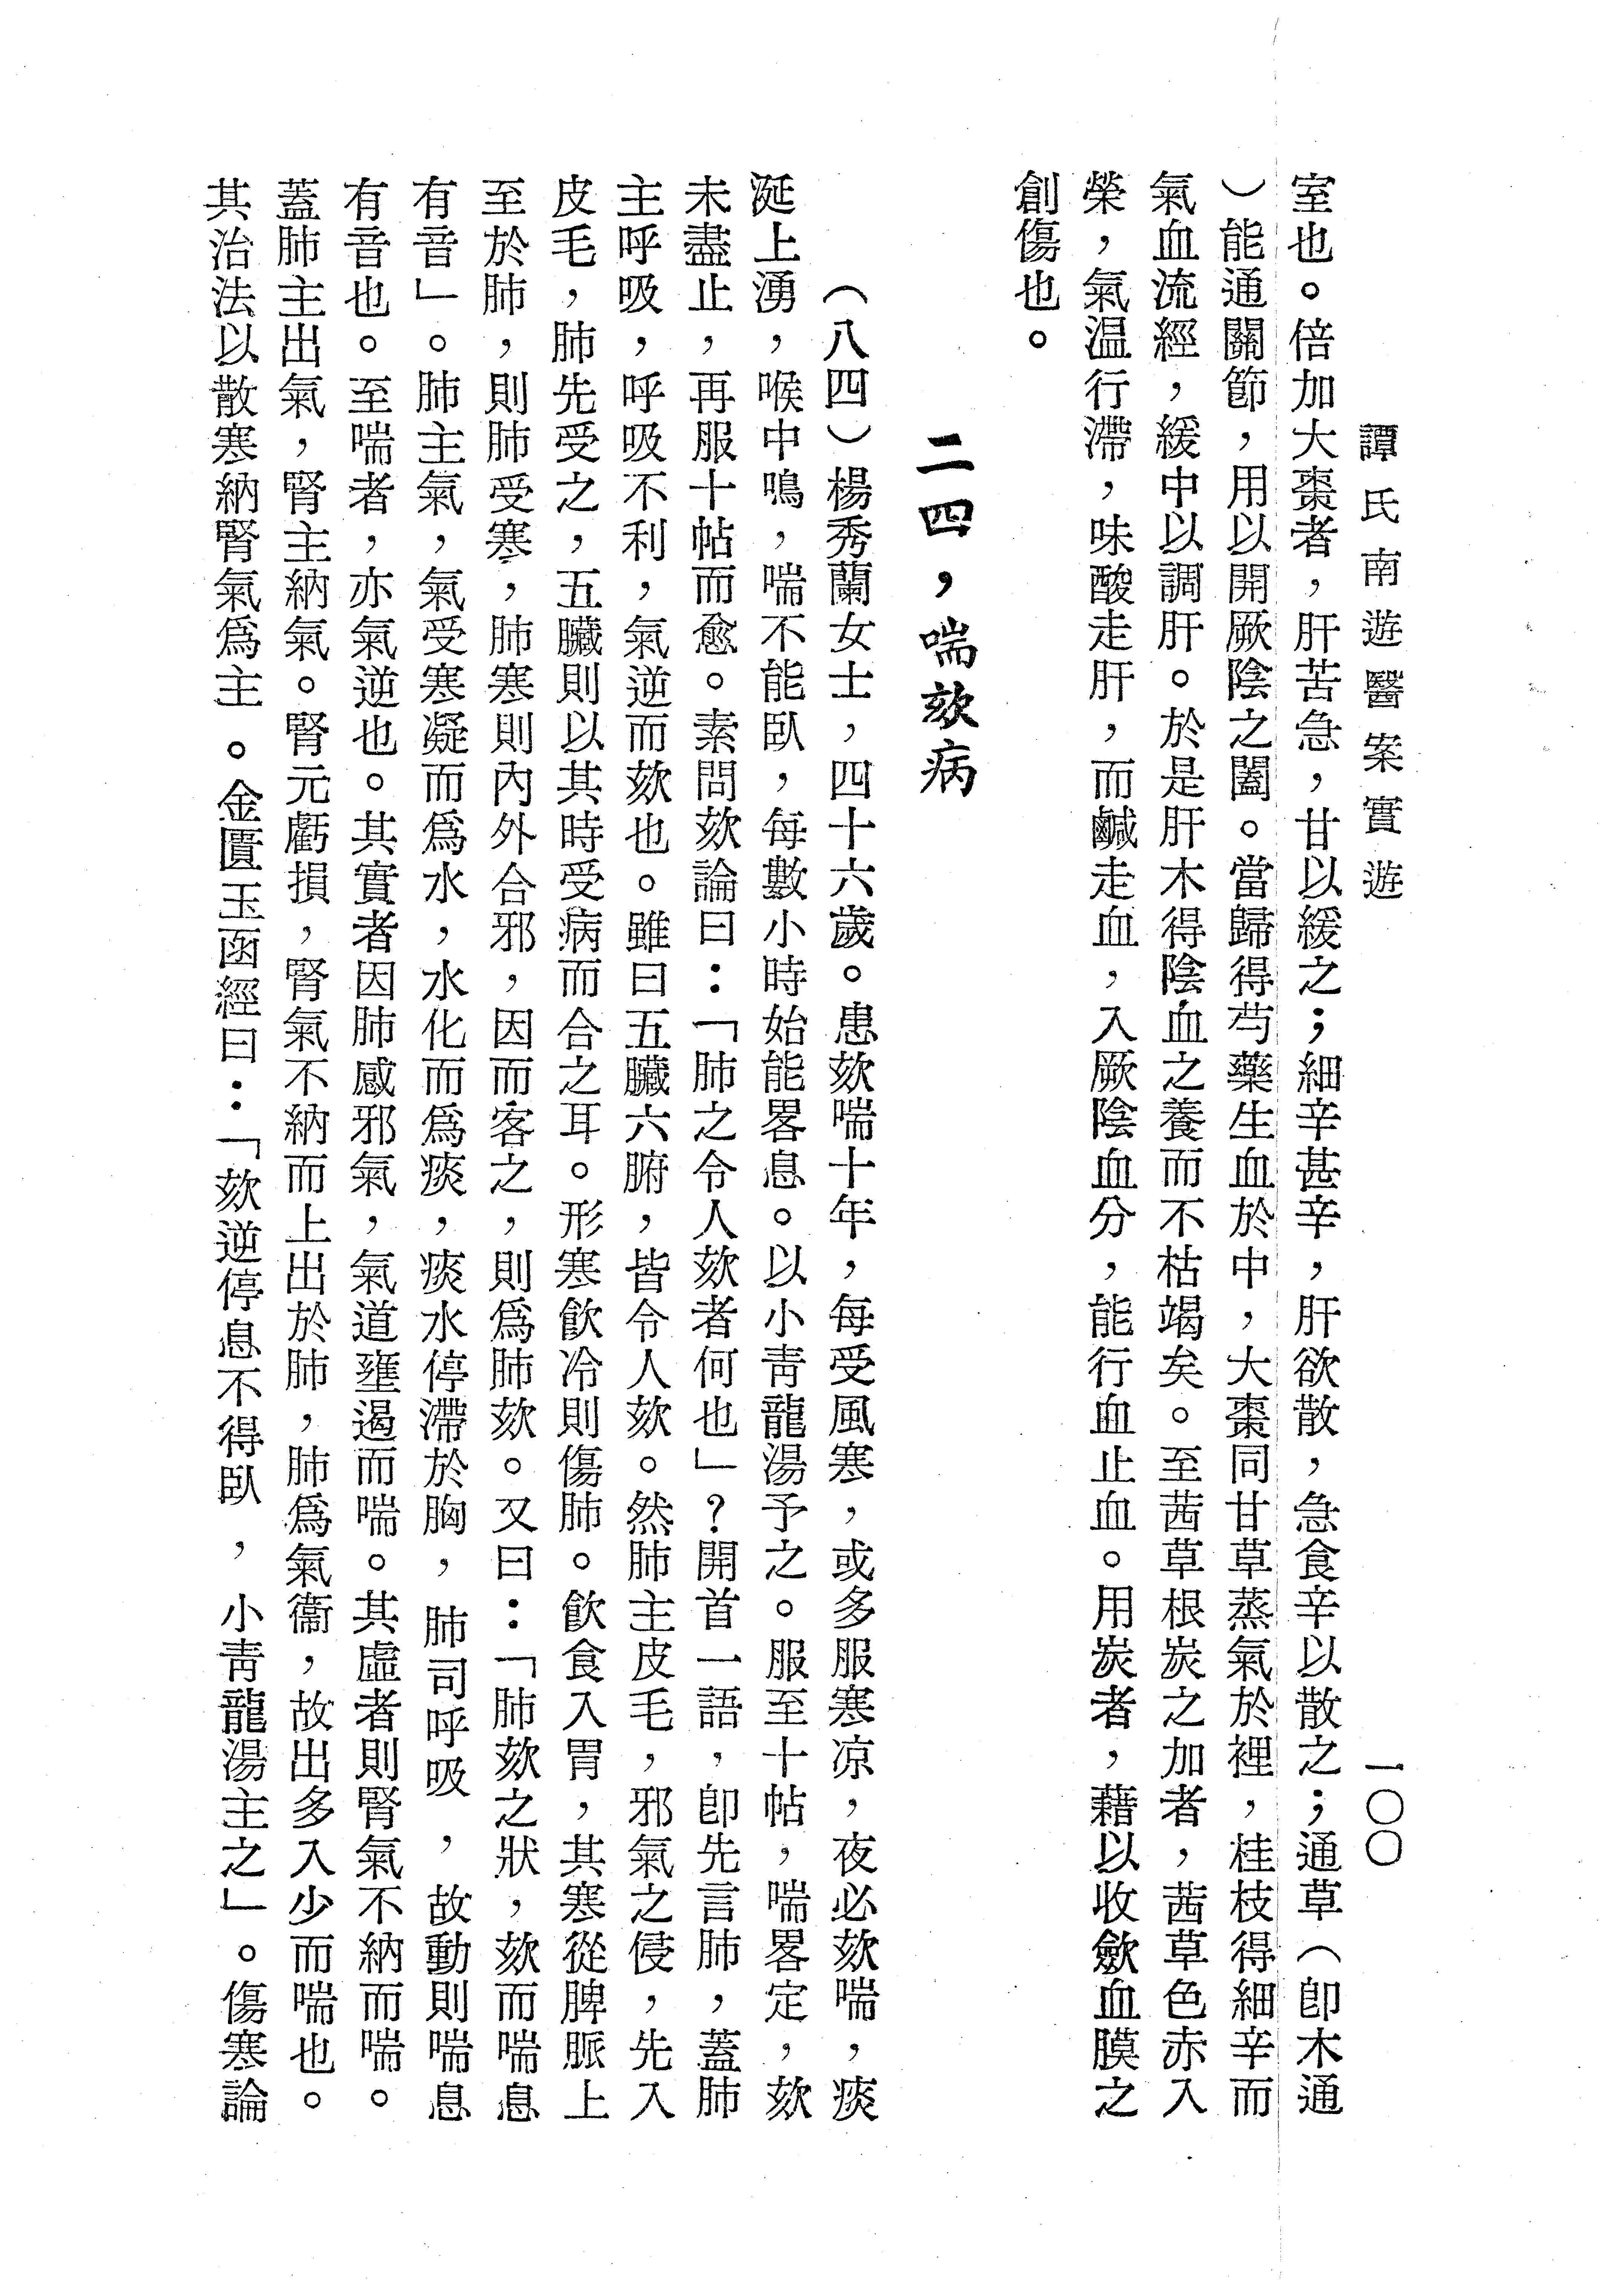 譚氏南遊醫案實遊
一〇〇
室也。倍加大棗者，肝苦急，甘以緩之；細辛甚辛，肝欲散，急食辛以散之；通草（卽木通
）能通關節，用以開厥陰之闔。當歸得芍藥生血於中，大棗同甘草蒸氣於裡，桂枝得細辛而
氣血流經，緩中以調肝。於是肝木得陰血之養而不枯竭矣。至茜草根炭之加者，茜草色赤入
榮，氣温行滯，味酸走肝，而鹹走血，入厥陰血分，能行血止血。用炭者，藉以收歛血膜之
創傷也。
二四，喘欬病
（八四）楊秀蘭女士，四十六歲。患欬喘十年，每受風寒，或多服寒凉，夜必欬喘，痰
涎上湧，喉中鳴，喘不能臥，每數小時始能畧息。以小靑龍湯予之。服至十帖，喘畧定，欬
未盡止，再服十帖而愈。素問欬論曰：「肺之令人欬者何也」？開首一語，卽先言肺，蓋肺
主呼吸，呼吸不利，氣逆而欬也。雖曰五臟六腑，皆令人欬。然肺主皮毛，邪氣之侵，先入
皮毛，肺先受之，五臟則以其時受病而合之耳。形寒飮冷則傷肺。飮食入胃，其寒從脾脈上
至於肺，則肺受寒，肺寒則內外合邪，因而客之，則爲肺欬。又曰：「肺欬之狀，欬而喘息
有音」。肺主氣，氣受寒凝而爲水，水化而爲痰，痰水停滯於胸，肺司呼吸，故動則喘息
有音也。至喘者，亦氣逆也。其實者因肺感邪氣，氣道壅遏而喘。其虛者則腎氣不納而喘。
蓋肺主出氣，腎主納氣。腎元虧損，腎氣不納而上出於肺，肺爲氣衞，故出多入少而喘也。
其治法以散寒納腎氣爲主。金匱玉函經曰：「欬逆停息不得臥，小靑龍湯主之」。傷寒論